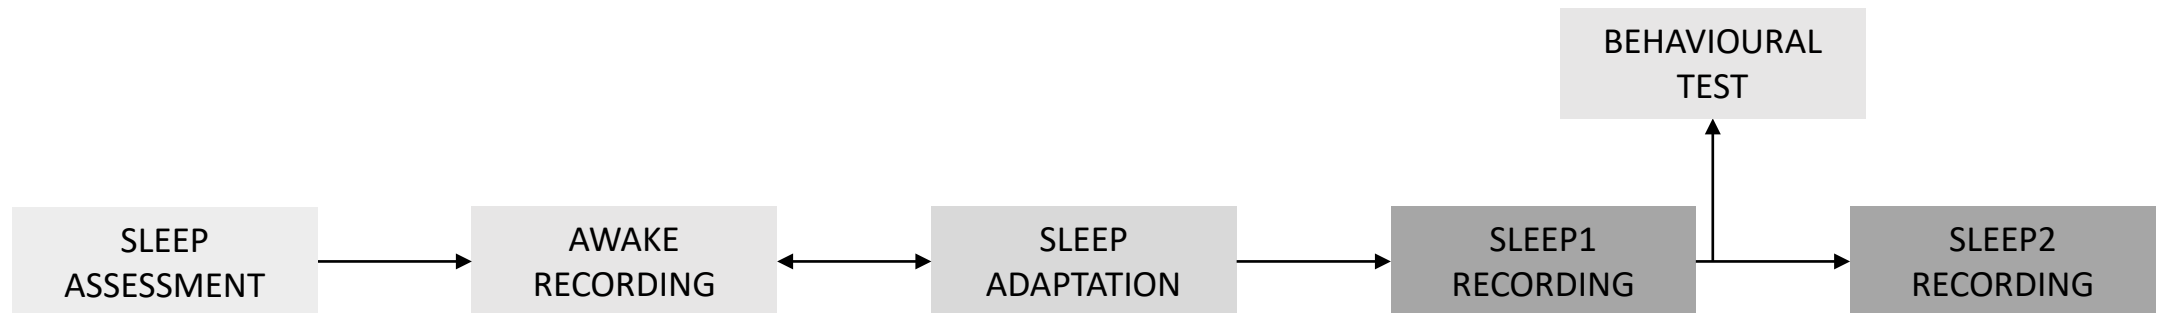 BEHAVIOURAL
TEST
SLEEP
ASSESSMENT
AWAKE
RECORDING
SLEEP
ADAPTATION
SLEEP1
RECORDING
SLEEP2
RECORDING